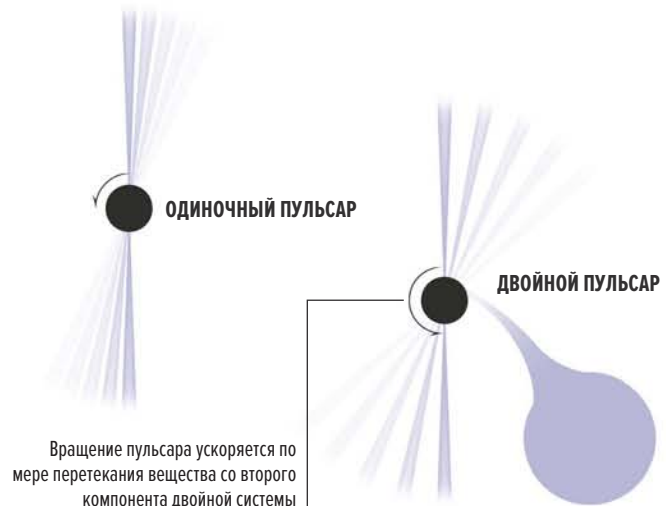 ОДИНОЧНЫЙ ПУЛЬСАР
ДВОЙНОЙ ПУЛЬСАР
Вращение пульсара ускоряется по
мере перетекания вещества со второго
компонента двойной системы